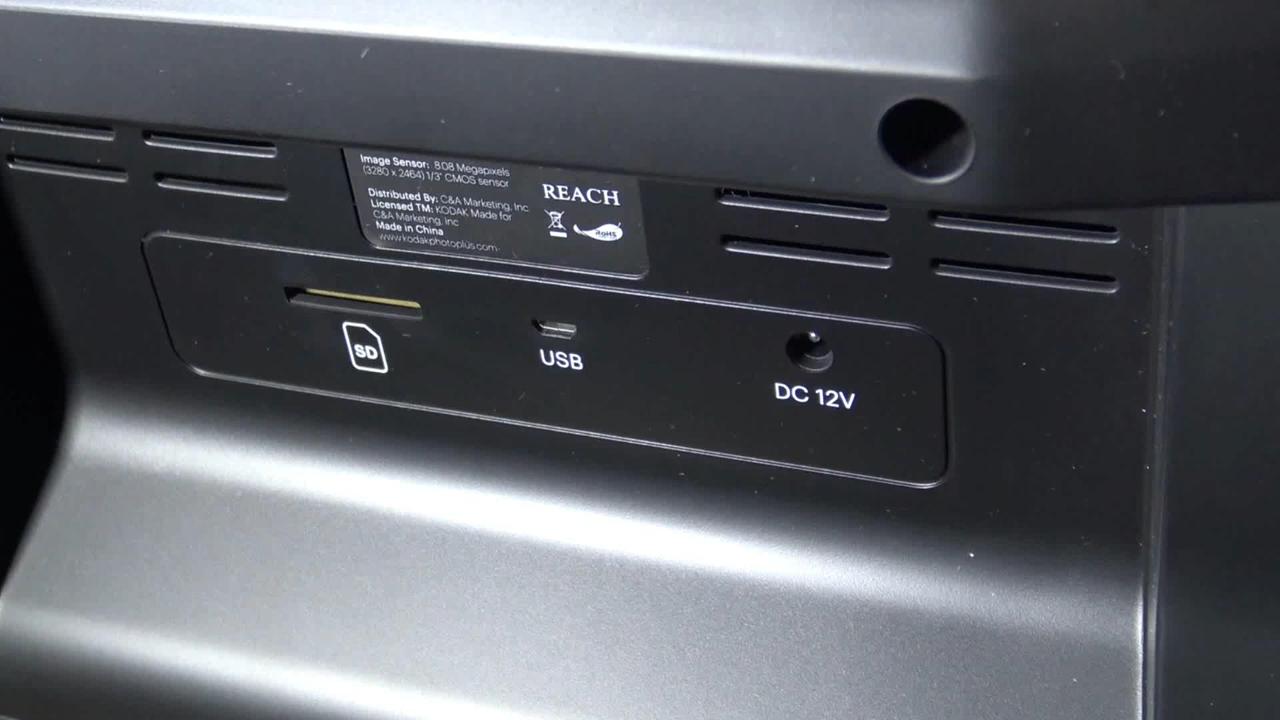 Image Sensor: 8.08 Megapixels
(3280 x 2464) 1/3" CMOS sensor
Distributed By: C&A Marketing, Inc.
Licensed TM: KODAK Made for
C&A Marketing, Inc
Made in China
www.kodakphotoplus.com
REACH
RoHS
SD
USB
DC 12V